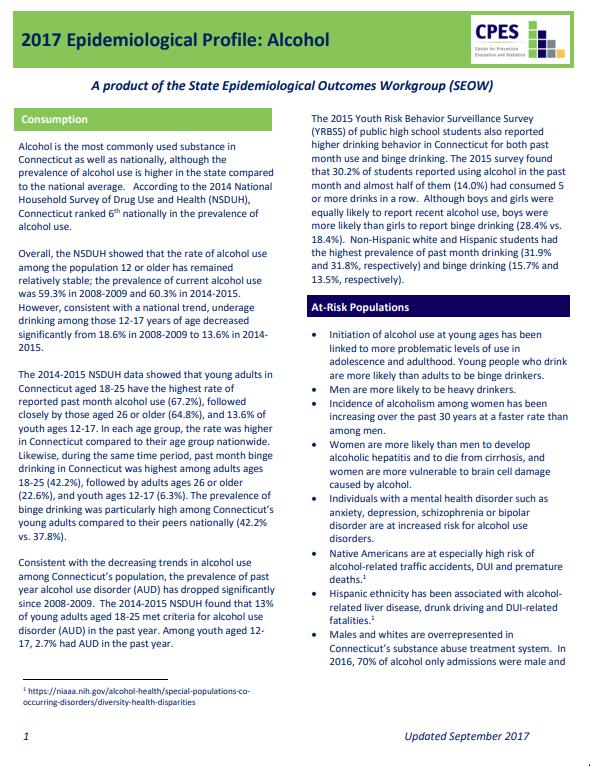 2017 Epidemiological Profile: Alcohol
CPES
Center for Prevention
Evaluation and Statistics
A product of the State Epidemiological Outcomes Workgroup (SEOW)
Consumption
Alcohol is the most commonly used substance in
Connecticut as well as nationally, although the
prevalence of alcohol use is higher in the state compared
to the national average. According to the 2014 National
Household Survey of Drug Use and Health (NSDUH),
Connecticut ranked 6th nationally in the prevalence of
alcohol use.
Overall, the NSDUH showed that the rate of alcohol use
among the population 12 or older has remained
relatively stable; the prevalence of current alcohol use
was 59.3% in 2008-2009 and 60.3% in 2014-2015.
However, consistent with a national trend, underage
drinking among those 12-17 years of age decreased
significantly from 18.6% in 2008-2009 to 13.6% in 2014-
2015.
The 2014-2015 NSDUH data showed that young adults in
Connecticut aged 18-25 have the highest rate of
reported past month alcohol use (67.2%), followed
closely by those aged 26 or older (64.8%), and 13.6% of
youth ages 12-17. In each age group, the rate was higher
in Connecticut compared to their age group nationwide.
Likewise, during the same time period, past month binge
drinking in Connecticut was highest among adults ages
18-25 (42.2%), followed by adults ages 26 or older
(22.6%), and youth ages 12-17 (6.3%). The prevalence of
binge drinking was particularly high among Connecticut's
young adults compared to their peers nationally (42.2%
vs. 37.8%).
Consistent with the decreasing trends in alcohol use
among Connecticut's population, the prevalence of past
year alcohol use disorder (AUD) has dropped significantly
since 2008-2009. The 2014-2015 NSDUH found that 13%
of young adults aged 18-25 met criteria for alcohol use
disorder (AUD) in the past year. Among youth aged 12-
17, 2.7% had AUD in the past year.
The 2015 Youth Risk Behavior Surveillance Survey
(YRBSS) of public high school students also reported
higher drinking behavior in Connecticut for both past
month use and binge drinking. The 2015 survey found
that 30.2% of students reported using alcohol in the past
month and almost half of them (14.0%) had consumed 5
or more drinks in a row. Although boys and girls were
equally likely to report recent alcohol use, boys were
more likely than girls to report binge drinking (28.4% vs.
18.4%). Non-Hispanic white and Hispanic students had
the highest prevalence of past month drinking (31.9%
and 31.8%, respectively) and binge drinking (15.7% and
13.5%, respectively).
At-Risk Populations
• Initiation of alcohol use at young ages has been
linked to more problematic levels of use in
adolescence and adulthood. Young people who drink
are more likely than adults to be binge drinkers.
• Men are more likely to be heavy drinkers.
• Incidence of alcoholism among women has been
increasing over the past 30 years at a faster rate than
among men.
• Women are more likely than men to develop
alcoholic hepatitis and to die from cirrhosis, and
women are more vulnerable to brain cell damage
caused by alcohol.
• Individuals with a mental health disorder such as
anxiety, depression, schizophrenia or bipolar
disorder are at increased risk for alcohol use
disorders.
• Native Americans are at especially high risk of
alcohol-related traffic accidents, DUI and premature
deaths.1
• Hispanic ethnicity has been associated with alcohol-
related liver disease, drunk driving and DUI-related
fatalities.1
• Males and whites are overrepresented in
Connecticut's substance abuse treatment system. In
2016, 70% of alcohol only admissions were male and
1 https://niaaa.nih.gov/alcohol-health/special-populations-co-
occurring-disorders/diversity-health-disparities
1
Updated September 2017